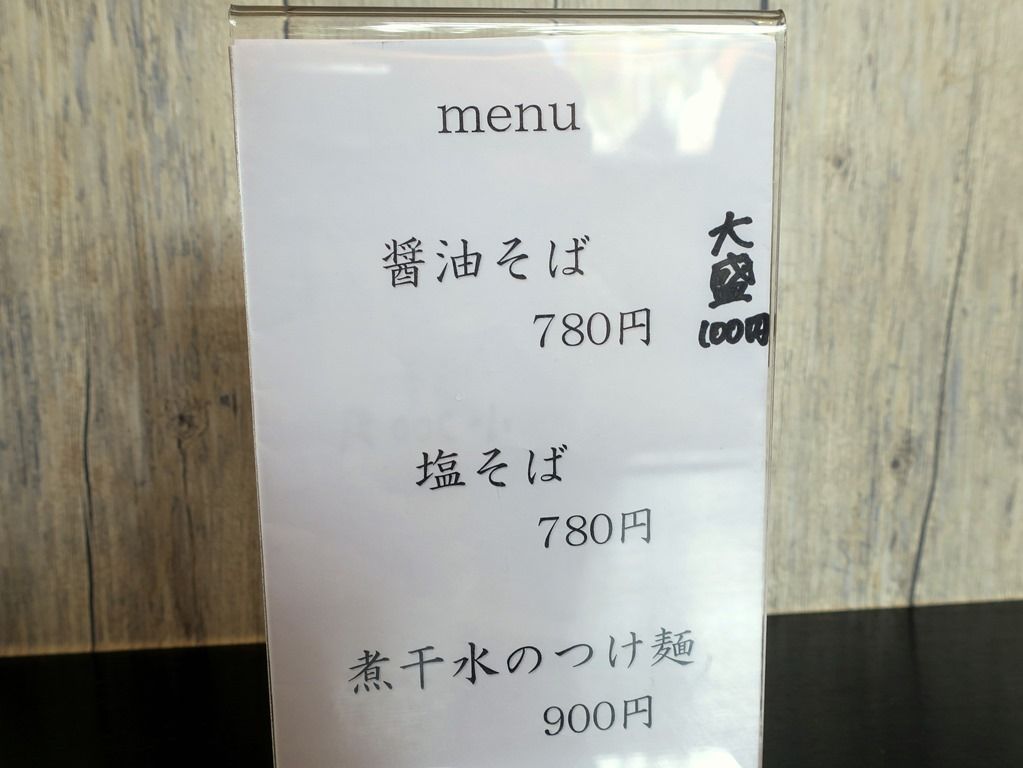 menu
醤油そば
780円
大盛
100円
塩そば
780円
煮干水のつけ麺
900円